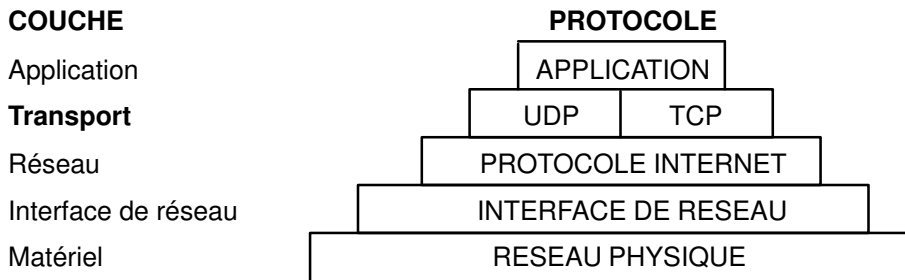 COUCHE PROTOCOLE
Application APPLICATION
Transport UDP TCP
Réseau PROTOCOLE INTERNET
Interface de réseau INTERFACE DE RESEAU
Matériel RESEAU PHYSIQUE